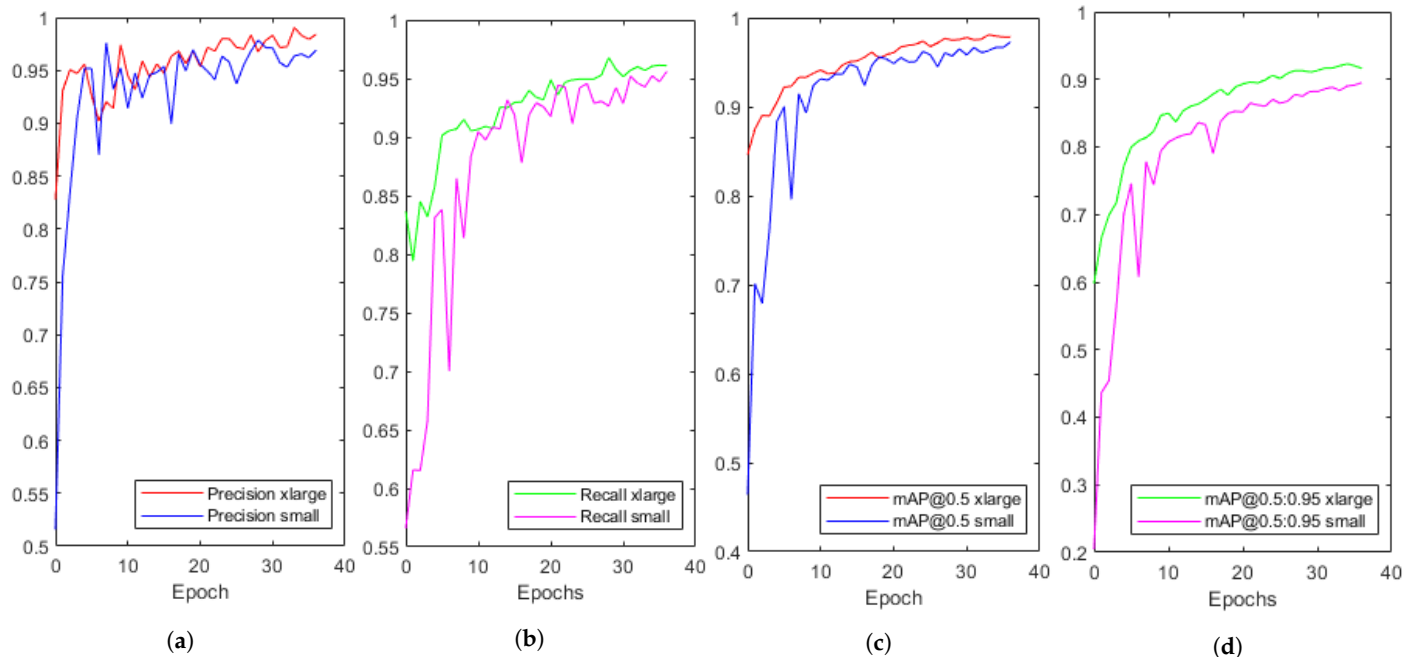 1
0.95
0.9
0.85
0.8
0.75
0.7
0.65
0.6
0.55
0.5
0 10 20 30 40
Epoch
Precision xlarge
Precision small
(a)
1
0.95
0.9
0.85
0.8
0.75
0.7
0.65
0.6
0.55
0 10 20 30 40
Epochs
Recall xlarge
Recall small
(b)
1
0.9
0.8
0.7
0.6
0.5
0.4
0 10 20 30 40
Epochs
mAP@0.5 xlarge
mAP@0.5 small
(c)
1
0.9
0.8
0.7
0.6
0.5
0.4
0.3
0.2
0 10 20 30 40
Epochs
mAP@0.5:0.95 xlarge
mAP@0.5:0.95 small
(d)